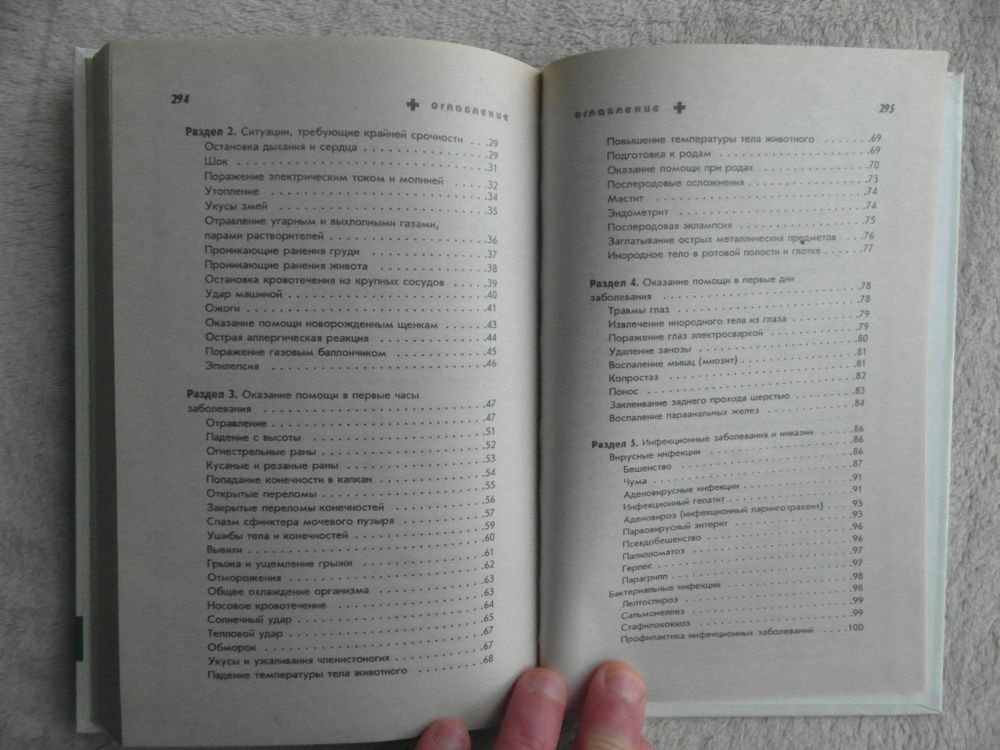 294
оглавление
Раздел 2. Ситуации, требующие крайней срочности . . .29
Остановка дыхания и сердца . . .29
Шок . . .31
Поражение электрическим током и молнией . . .32
Утопление . . .34
Укусы змей . . .35
Отравление угарным и выхлопными газами,
парами растворителей . . .36
Проникающие ранения груди . . .37
Проникающие ранения живота . . .38
Остановка кровотечения из крупных сосудов . . .39
Удар машиной . . .40
Ожоги . . .41
Оказание помощи новорожденным щенкам . . .43
Острая аллергическая реакция . . .44
Поражение газовым баллончиком . . .45
Эпилепсия . . .46
Раздел 3. Оказание помощи в первые часы
заболевания . . .47
Отравление . . .47
Падение с высоты . . .51
Огнестрельные раны . . .52
Кусаные и резаные раны . . .53
Попадание конечности в капкан . . .54
Открытые переломы . . .55
Закрытые переломы конечностей . . .56
Спазм сфинктера мочевого пузыря . . .57
Ушибы тела и конечностей . . .59
Вывихи . . .60
Грыжа и ущемление грыжи . . .61
Отморожения . . .62
Общее охлаждение организма . . .63
Носовое кровотечение . . .63
Солнечный удар . . .64
Тепловой удар . . .65
Обморок . . .67
Укусы и ужаливания членистоногих . . .67
Падение температуры тела животного . . .68
оглавление
295
Повышение температуры тела животного . . .69
Подготовка к родам . . .69
Оказание помощи при родах . . .70
Послеродовые осложнения . . .73
Мастит . . .74
Эндометрит . . .74
Послеродовая эклампсия . . .75
Заглатывание острых металлических предметов . . .76
Инородное тело в ротовой полости и глотке . . .77
Раздел 4. Оказание помощи в первые дни
заболевания . . .78
Травмы глаз . . .78
Извлечение инородного тела из глаза . . .79
Поражение глаз электросваркой . . .79
Удаление занозы . . .80
Воспаление мышц (миозит) . . .81
Копростаз . . .81
Понос . . .82
Заклеивание заднего прохода шерстью . . .83
Воспаление параанальных желез . . .84
Раздел 5. Инфекционные заболевания и инвазии . . .86
Вирусные инфекции . . .86
Бешенство . . .86
Чума . . .87
Аденовирусные инфекции . . .91
Инфекционный гепатит . . .91
Аденовироз (инфекционный ларинготрахеит) . . .93
Парвовирусный энтерит . . .93
Псевдобешенство . . .96
Папилломатоз . . .96
Герпес . . .97
Парагрипп . . .97
Бактериальные инфекции . . .98
Лептоспироз . . .98
Сальмонеллез . . .99
Стафилококкоз . . .99
Профилактика инфекционных заболеваний . . .100